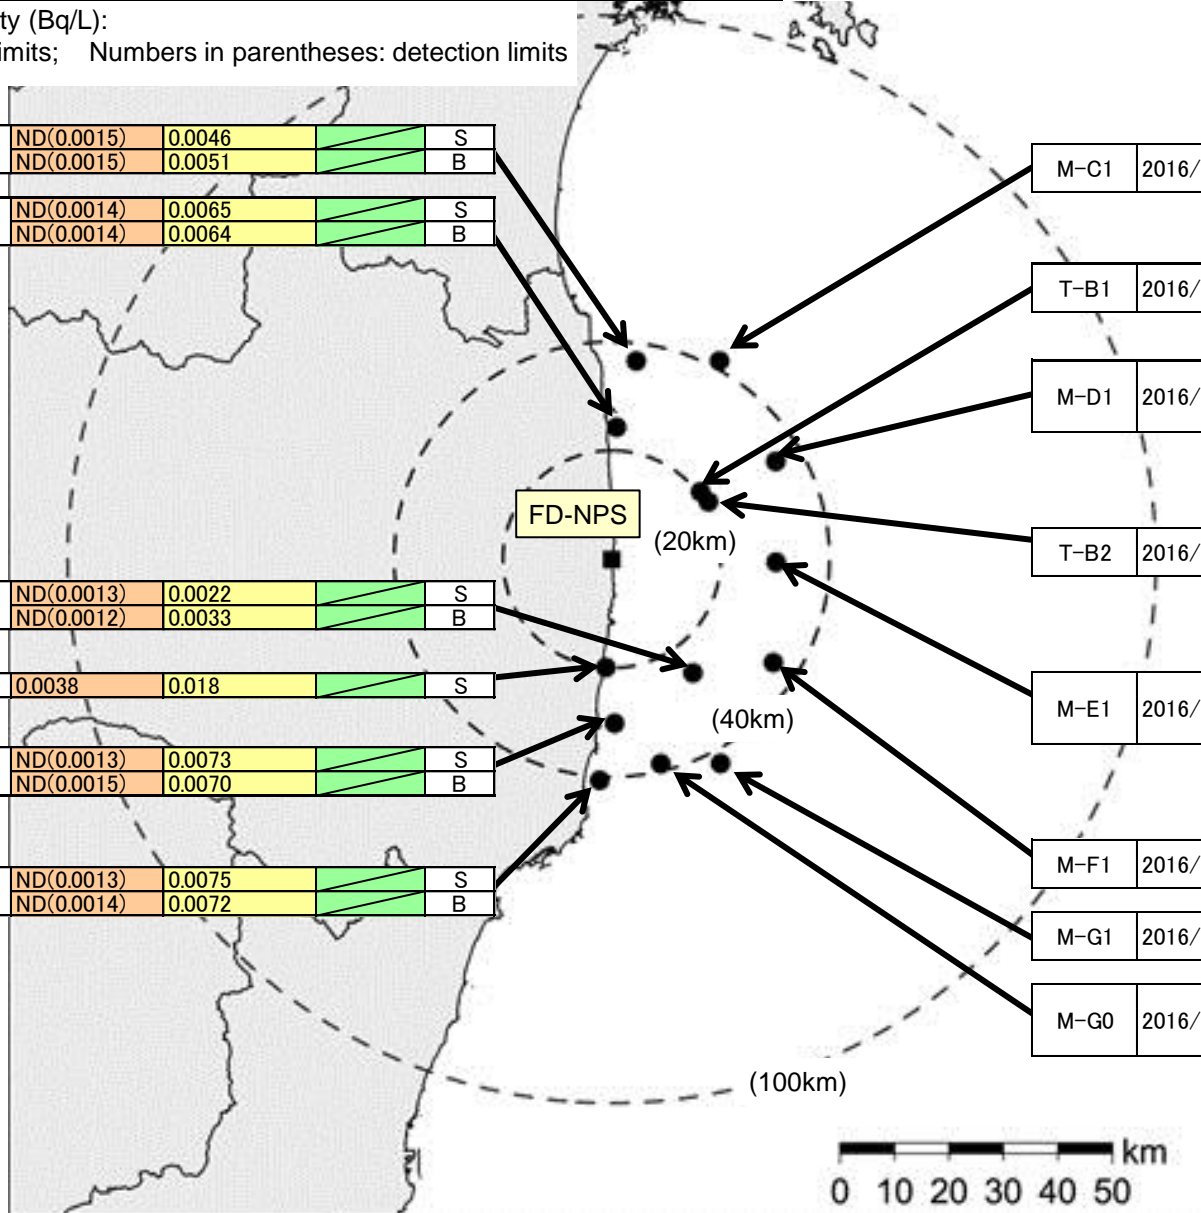 ty (Bq/L):
imits; Numbers in parentheses: detection limits
ND(0.0015) 0.0046 S
ND(0.0015) 0.0051 B
M-C1 2016/
ND(0.0014) 0.0065 S
ND(0.0014) 0.0064 B
T-B1 2016/
M-D1 2016/
FD-NPS
(20km)
T-B2 2016/
ND(0.0013) 0.0022 S
ND(0.0012) 0.0033 B
0.0038 0.018 S
M-E1 2016/
(40km)
ND(0.0013) 0.0073 S
ND(0.0015) 0.0070 B
M-F1 2016/
ND(0.0013) 0.0075 S
ND(0.0014) 0.0072 B
M-G1 2016/
M-G0 2016/
(100km)
km
0 10 20 30 40 50